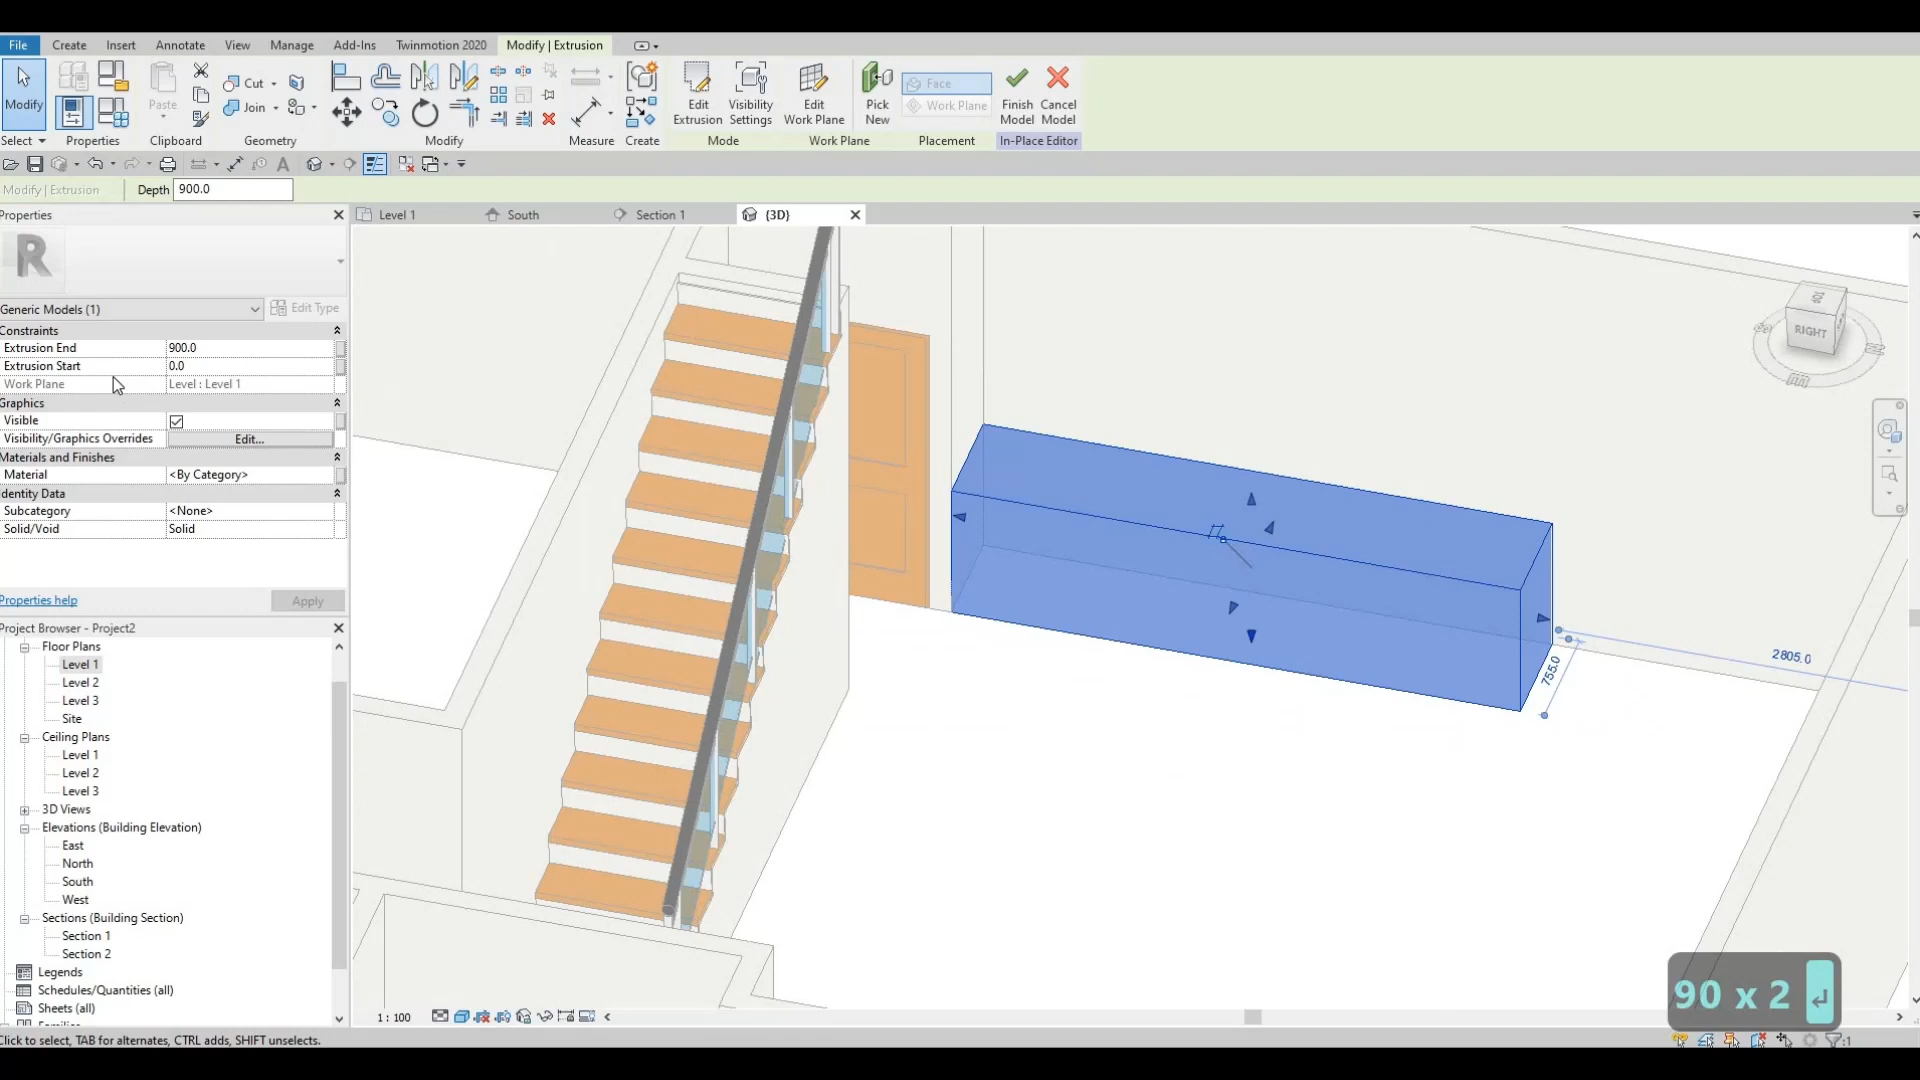 File Create Insert Annotate View Manage Add-Ins Twinmotion 2020 Modify | Extrusion
Modify
Paste
Cut
Join
Edit Extrusion
Visibility Settings
Edit Work Plane
Pick New
Face
Work Plane
Finish Model
Cancel Model
Select Properties Clipboard Geometry Modify Measure Create Mode Work Plane Placement In-Place Editor
Modify | Extrusion Depth 900.0
Properties
Level 1 South Section 1 {3D}
R
Generic Models (1) Edit Type
Constraints
Extrusion End 900.0
Extrusion Start 0.0
Work Plane Level : Level 1
Graphics
Visible
Visibility/Graphics Overrides Edit...
Materials and Finishes
Material <By Category>
Identity Data
Subcategory <None>
Solid/Void Solid
Properties help Apply
Project Browser - Project2
Floor Plans
Level 1
Level 2
Level 3
Site
Ceiling Plans
Level 1
Level 2
Level 3
3D Views
Elevations (Building Elevation)
East
North
South
West
Sections (Building Section)
Section 1
Section 2
Legends
Schedules/Quantities (all)
Sheets (all)
TOP
RIGHT
2805.0
755.0
90 x 2
1 : 100
Click to select, TAB for alternates, CTRL adds, SHIFT unselects.
:1